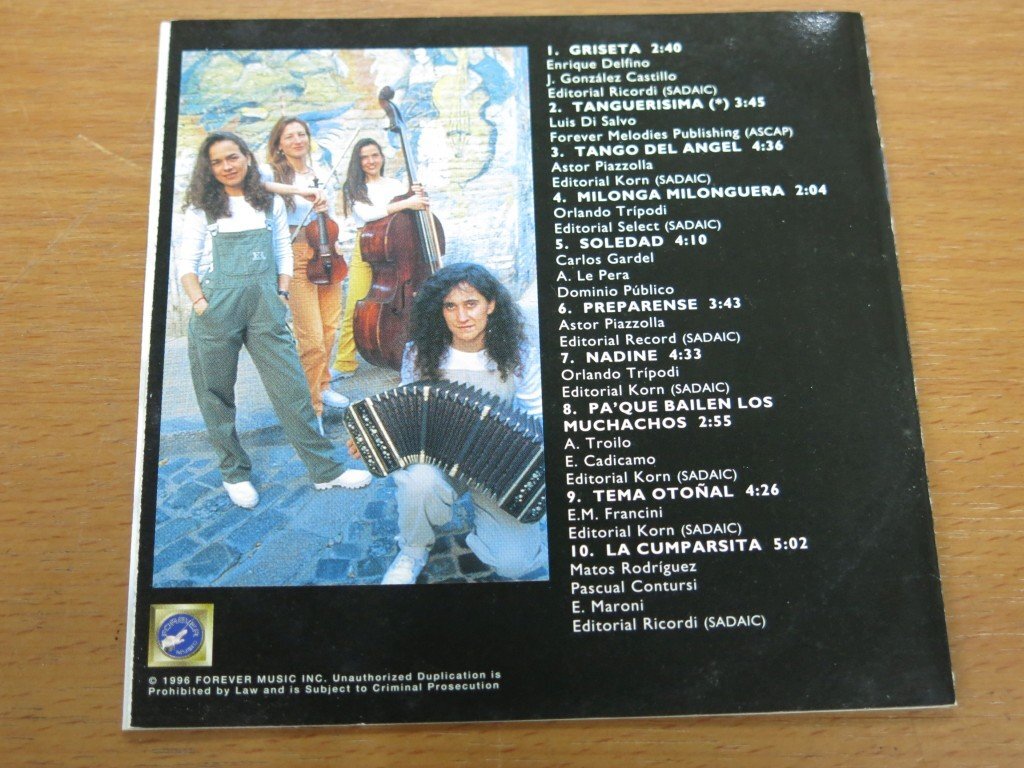 1. GRISETA 2:40
Enrique Delfino
J. González Castillo
Editorial Ricordi (SADAIC)
2. TANGUERISIMA (*) 3:45
Luis Di Salvo
Forever Melodies Publishing (ASCAP)
3. TANGO DEL ANGEL 4:36
Astor Piazzolla
Editorial Korn (SADAIC)
4. MILONGA MILONGUERA 2:04
Orlando Trípodi
Editorial Select (SADAIC)
5. SOLEDAD 4:10
Carlos Gardel
A. Le Pera
Dominio Público
6. PREPARENSE 3:43
Astor Piazzolla
Editorial Record (SADAIC)
7. NADINE 4:33
Orlando Trípodi
Editorial Korn (SADAIC)
8. PA'QUE BAILEN LOS
MUCHACHOS 2:55
A. Troilo
E. Cadicamo
Editorial Korn (SADAIC)
9. TEMA OTOÑAL 4:26
E.M. Francini
Editorial Korn (SADAIC)
10. LA CUMPARSITA 5:02
Matos Rodríguez
Pascual Contursi
E. Maroni
Editorial Ricordi (SADAIC)
FOREVER
MUSIC
© 1996 FOREVER MUSIC INC. Unauthorized Duplication is
Prohibited by Law and is Subject to Criminal Prosecution